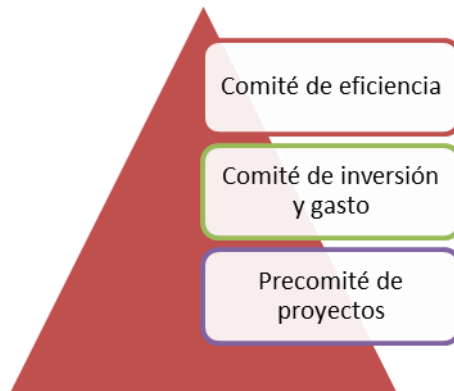 Comité de eficiencia
Comité de inversión
y gasto
Precomité de
proyectos